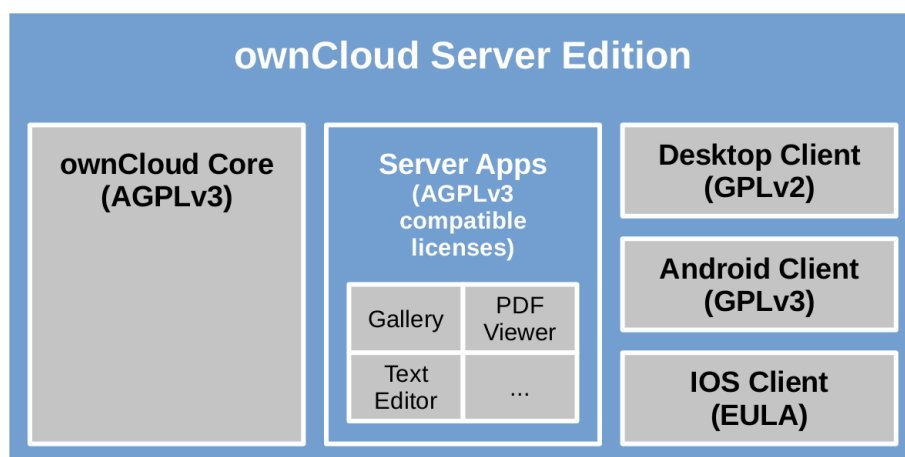 ownCloud Server Edition
ownCloud Core
(AGPLv3)
Server Apps
(AGPLv3
compatible
licenses)
Gallery
PDF
Viewer
Text
Editor
...
Desktop Client
(GPLv2)
Android Client
(GPLv3)
IOS Client
(EULA)